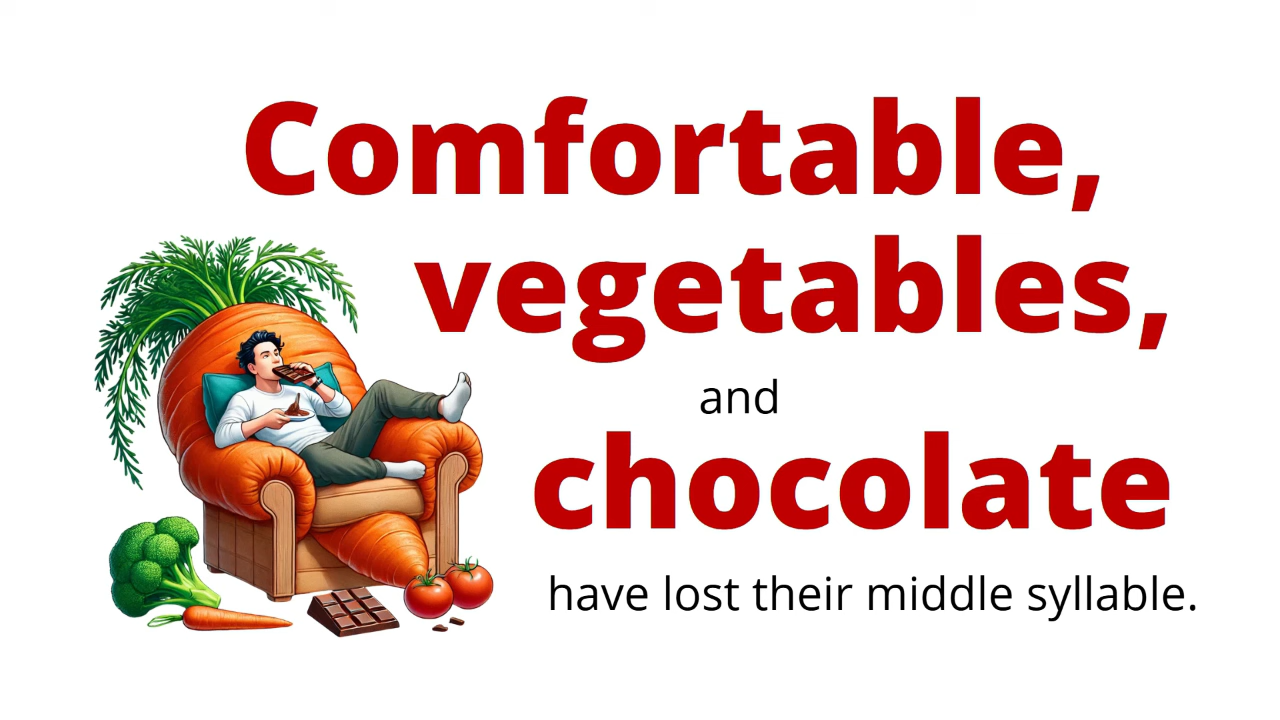 Comfortable,
vegetables,
and
chocolate
have lost their middle syllable.